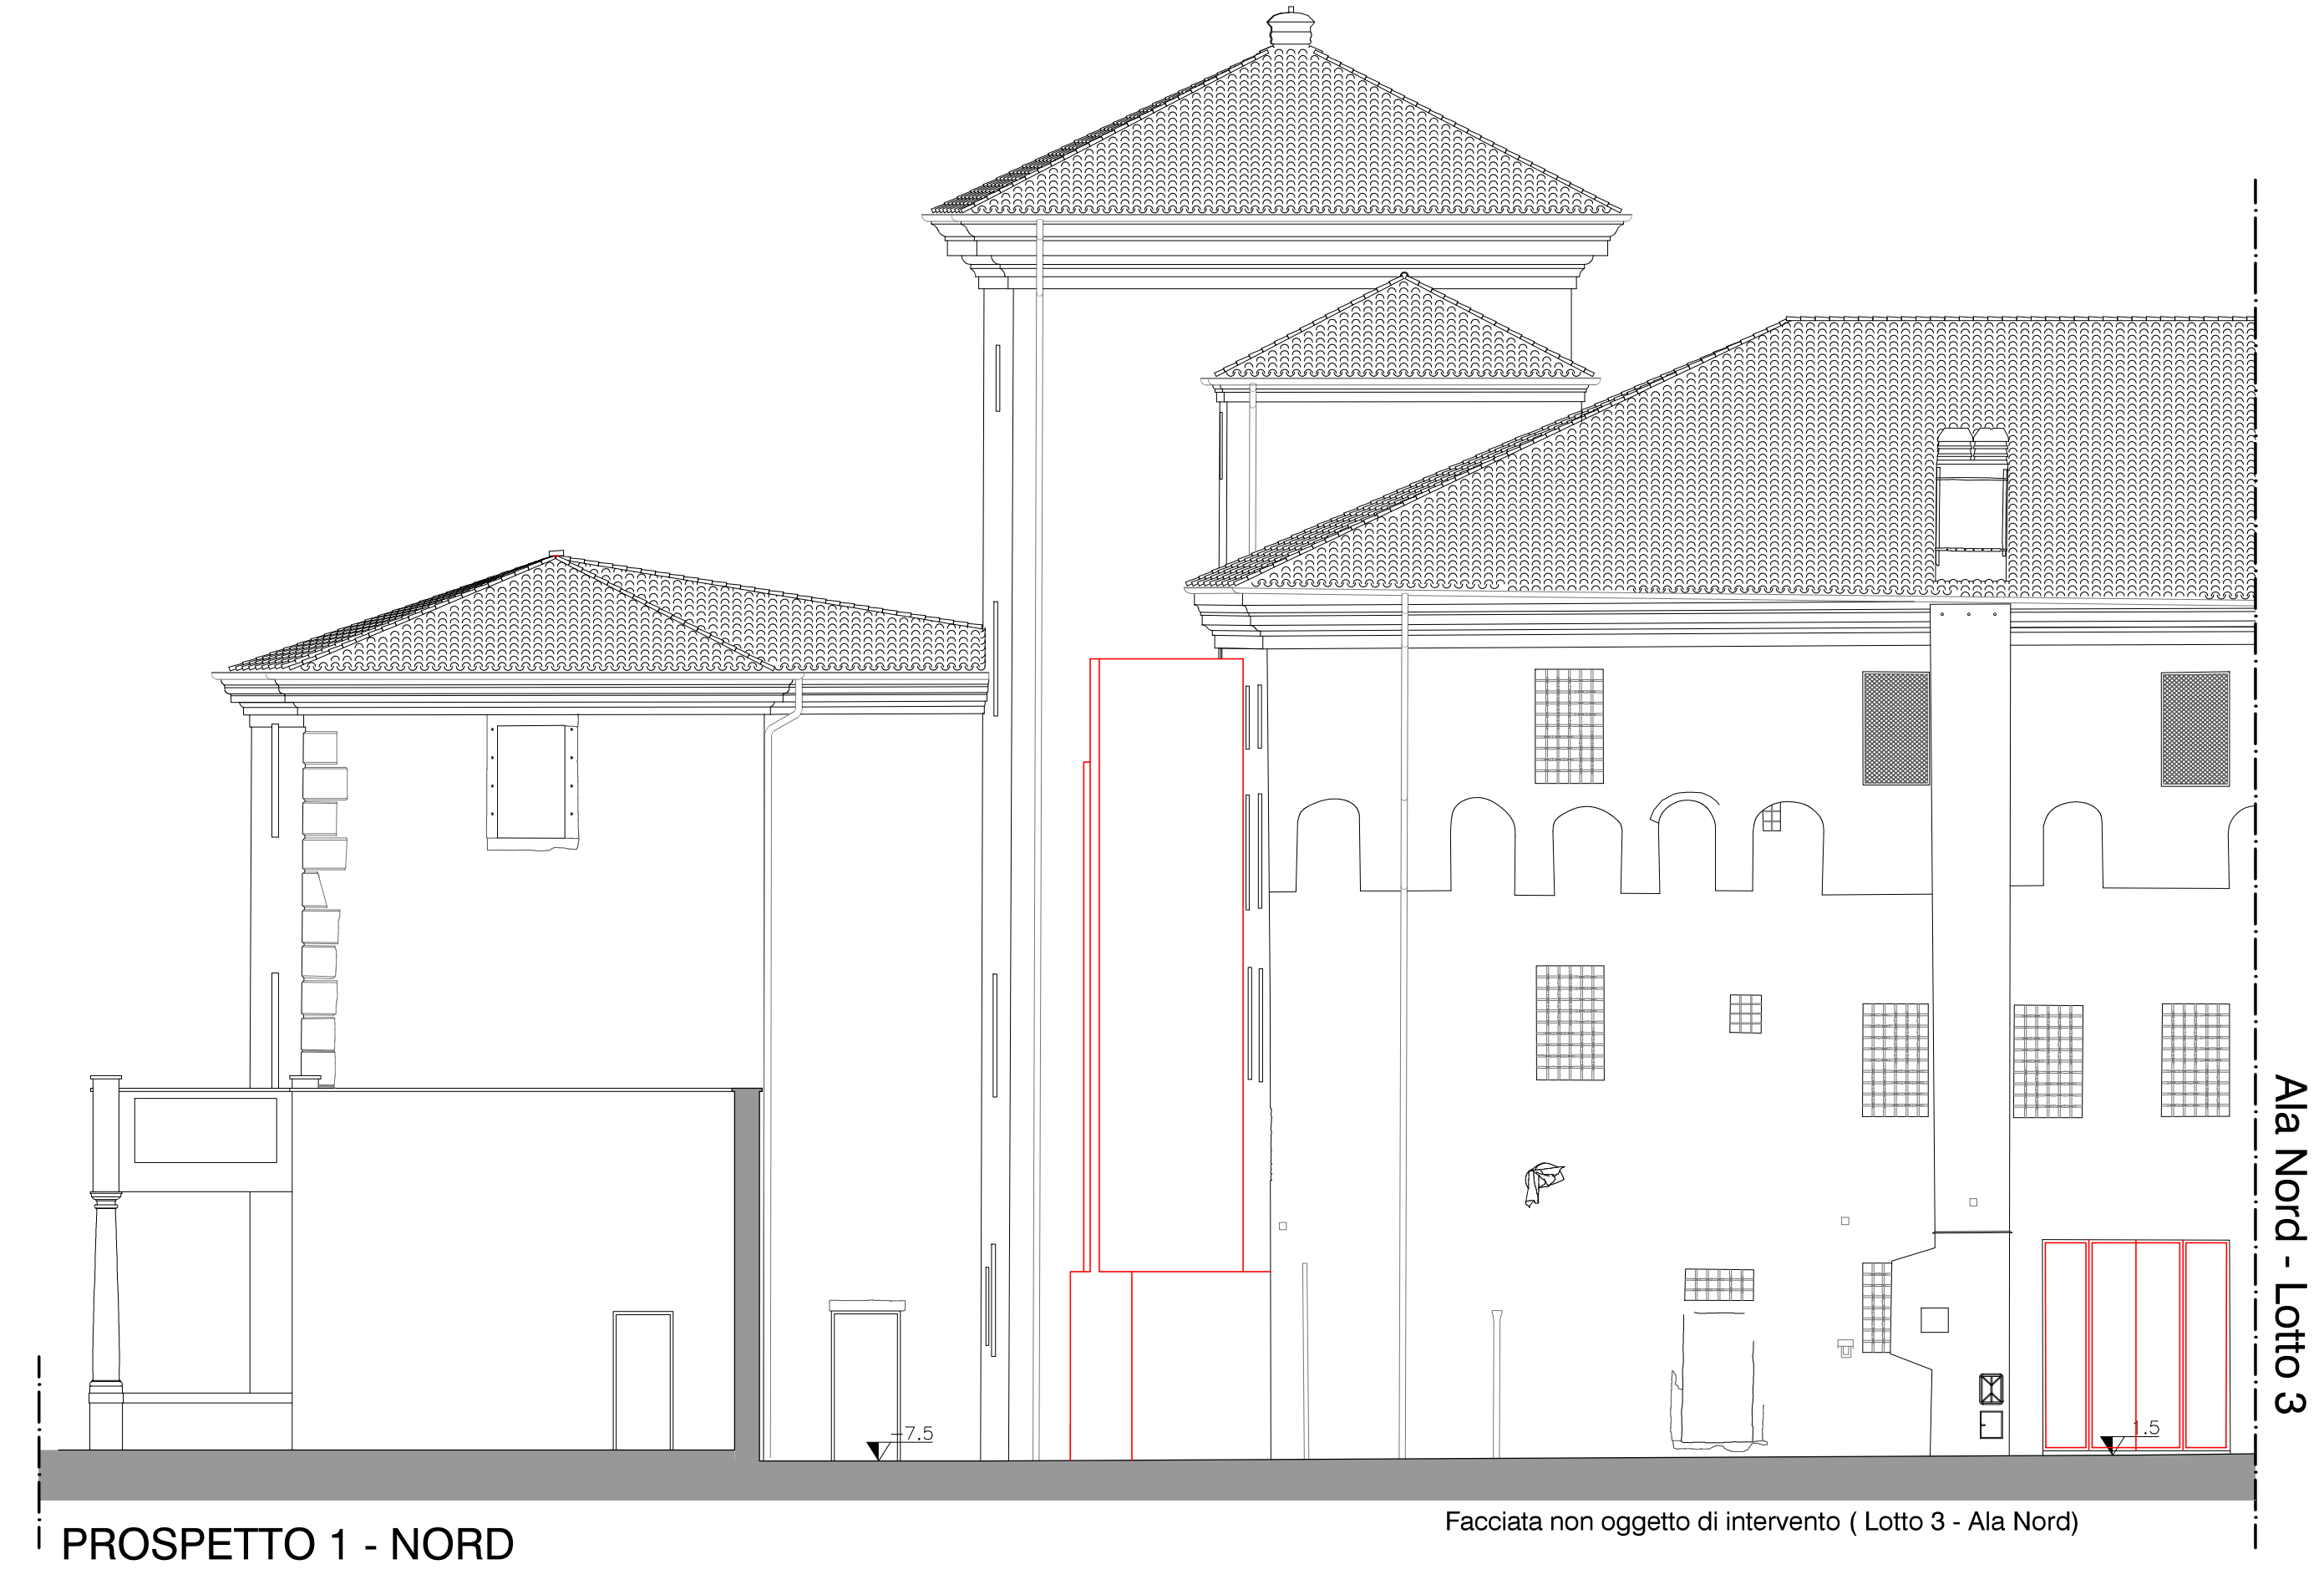 -7.5
1.5
Ala Nord - Lotto 3
Facciata non oggetto di intervento ( Lotto 3 - Ala Nord)
PROSPETTO 1 - NORD